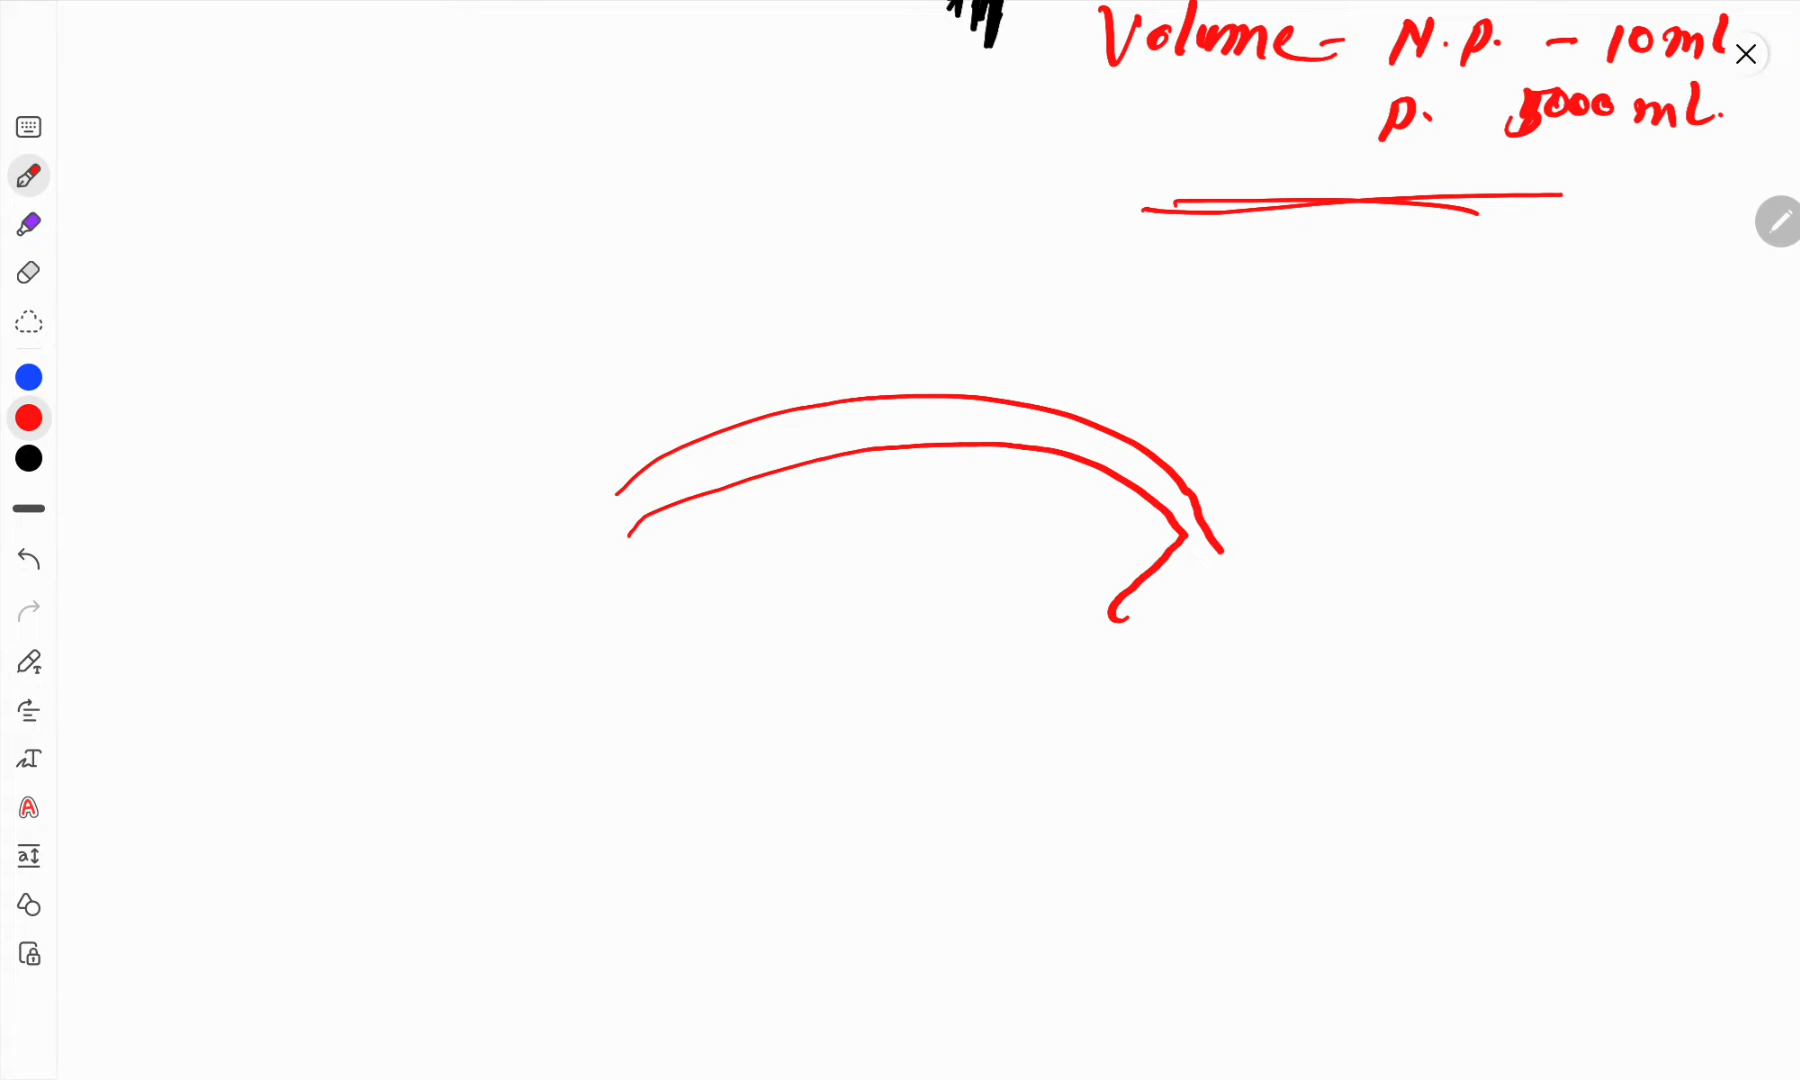 Volume = N.P. - 10ml
P. 5000 mL.